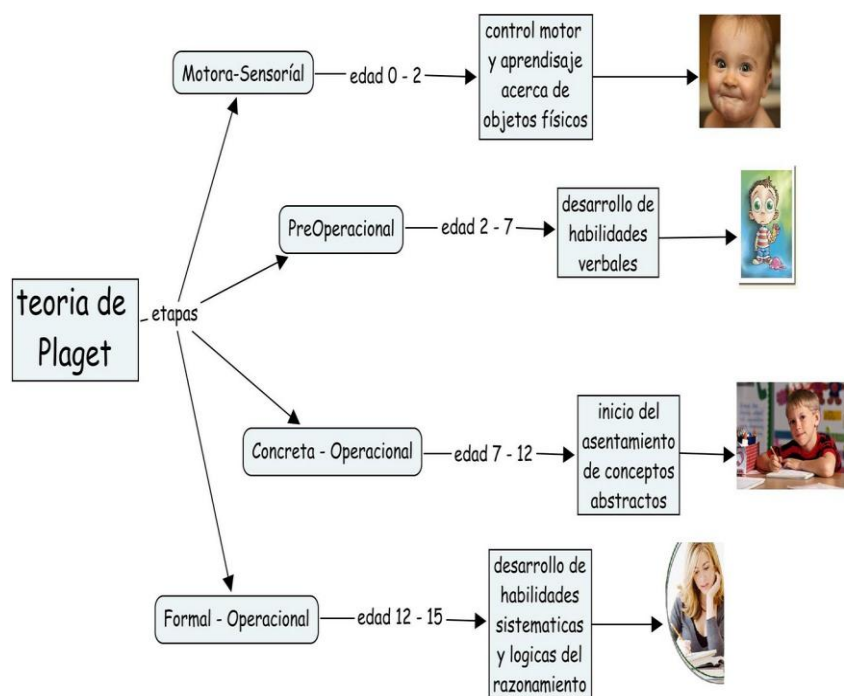 teoria de
Plaget
etapas
Motora-Sensoríal
edad 0 - 2
control motor
y aprendisaje
acerca de
objetos físicos
PreOperacional
edad 2 - 7
desarrollo de
habilidades
verbales
Concreta - Operacional
edad 7 - 12
inicio del
asentamiento
de conceptos
abstractos
Formal - Operacional
edad 12 - 15
desarrollo de
habilidades
sistematicas
y logicas del
razonamiento